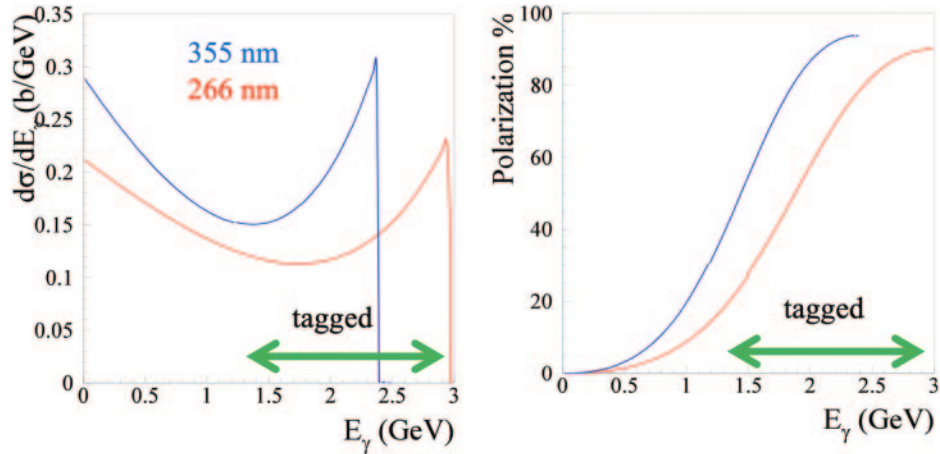 dσ/dEγ (b/GeV)
0.35
0.3
0.25
0.2
0.15
0.1
0.05
0
355 nm
266 nm
tagged
0 0.5 1 1.5 2 2.5 3
Eγ (GeV)
Polarization %
100
80
60
40
20
0
tagged
0 0.5 1 1.5 2 2.5 3
Eγ (GeV)